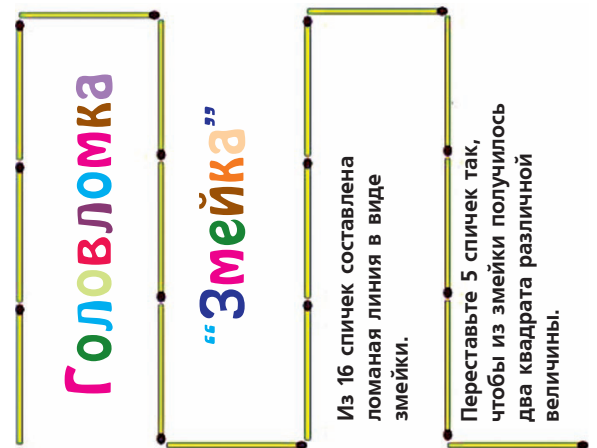 Головломка
“Змейка”
Из 16 спичек составлена
ломаная линия в виде
змейки.
Переставьте 5 спичек так,
чтобы из змейки получилось
два квадрата различной
величины.